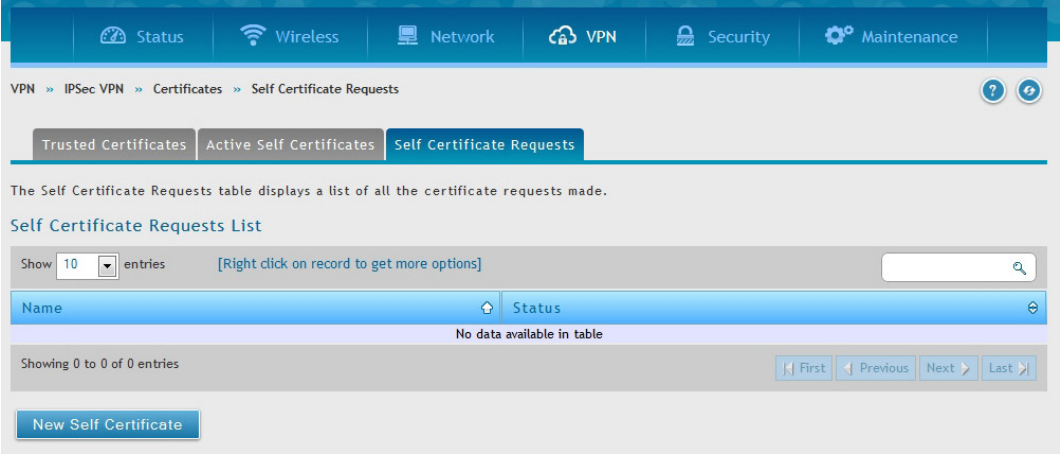 Status Wireless Network VPN Security Maintenance
VPN » IPSec VPN » Certificates » Self Certificate Requests
Trusted Certificates Active Self Certificates Self Certificate Requests
The Self Certificate Requests table displays a list of all the certificate requests made.
Self Certificate Requests List
Show 10 entries [Right click on record to get more options]
Name Status
No data available in table
Showing 0 to 0 of 0 entries First Previous Next Last
New Self Certificate